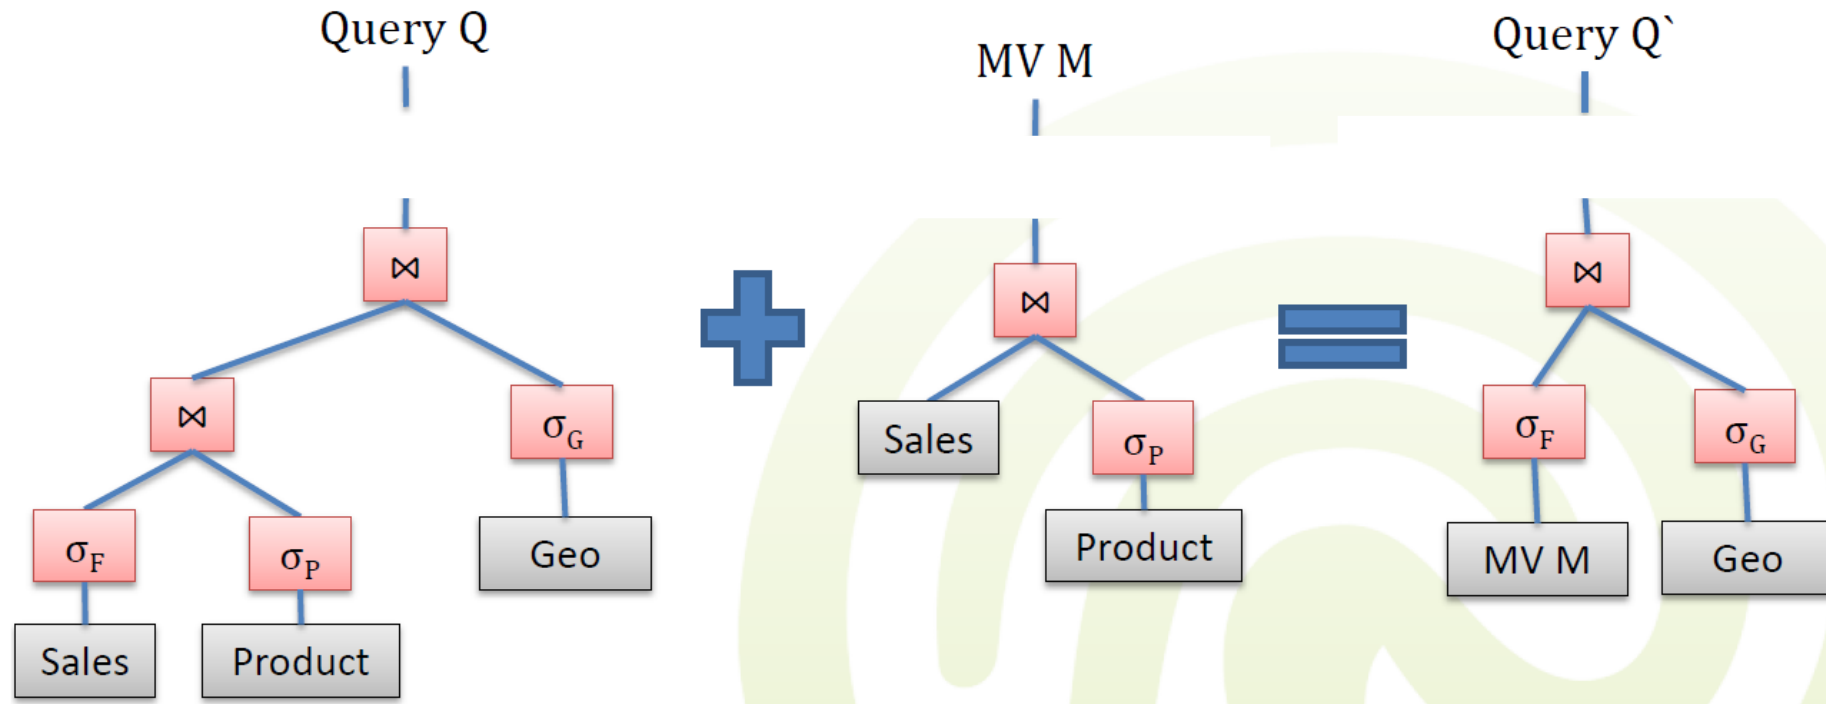 Query Q
⋈
⋈
σG
σF
σP
Geo
Sales
Product
MV M
⋈
Sales
σP
Product
Query Q`
⋈
σF
σG
MV M
Geo